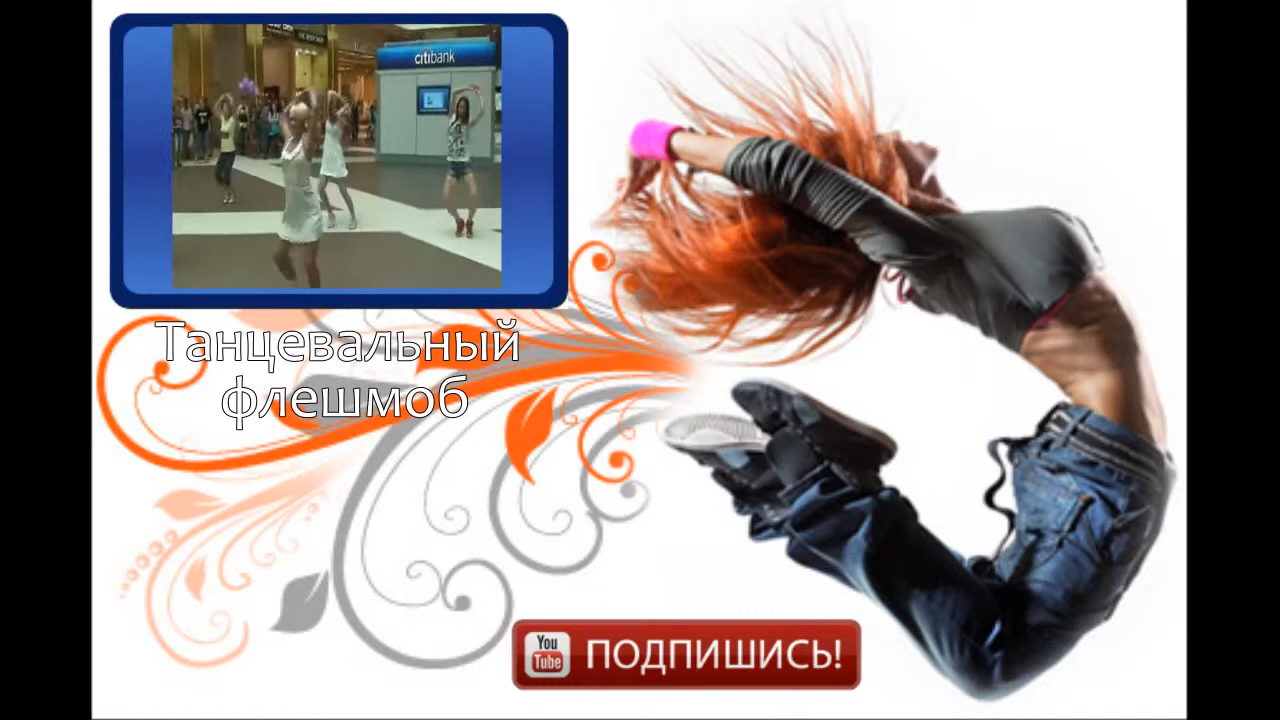 citibank
Танцевальный
флешмоб
You
Tube
ПОДПИШИСЬ!